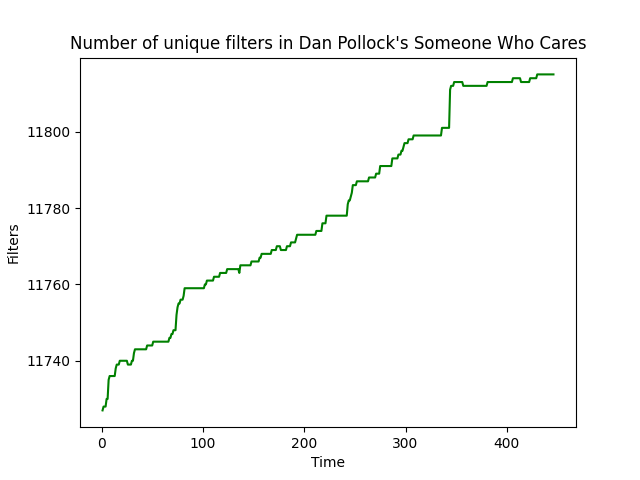 Number of unique filters in Dan Pollock's Someone Who Cares
11800
11780
11760
11740
Filters
0 100 200 300 400
Time